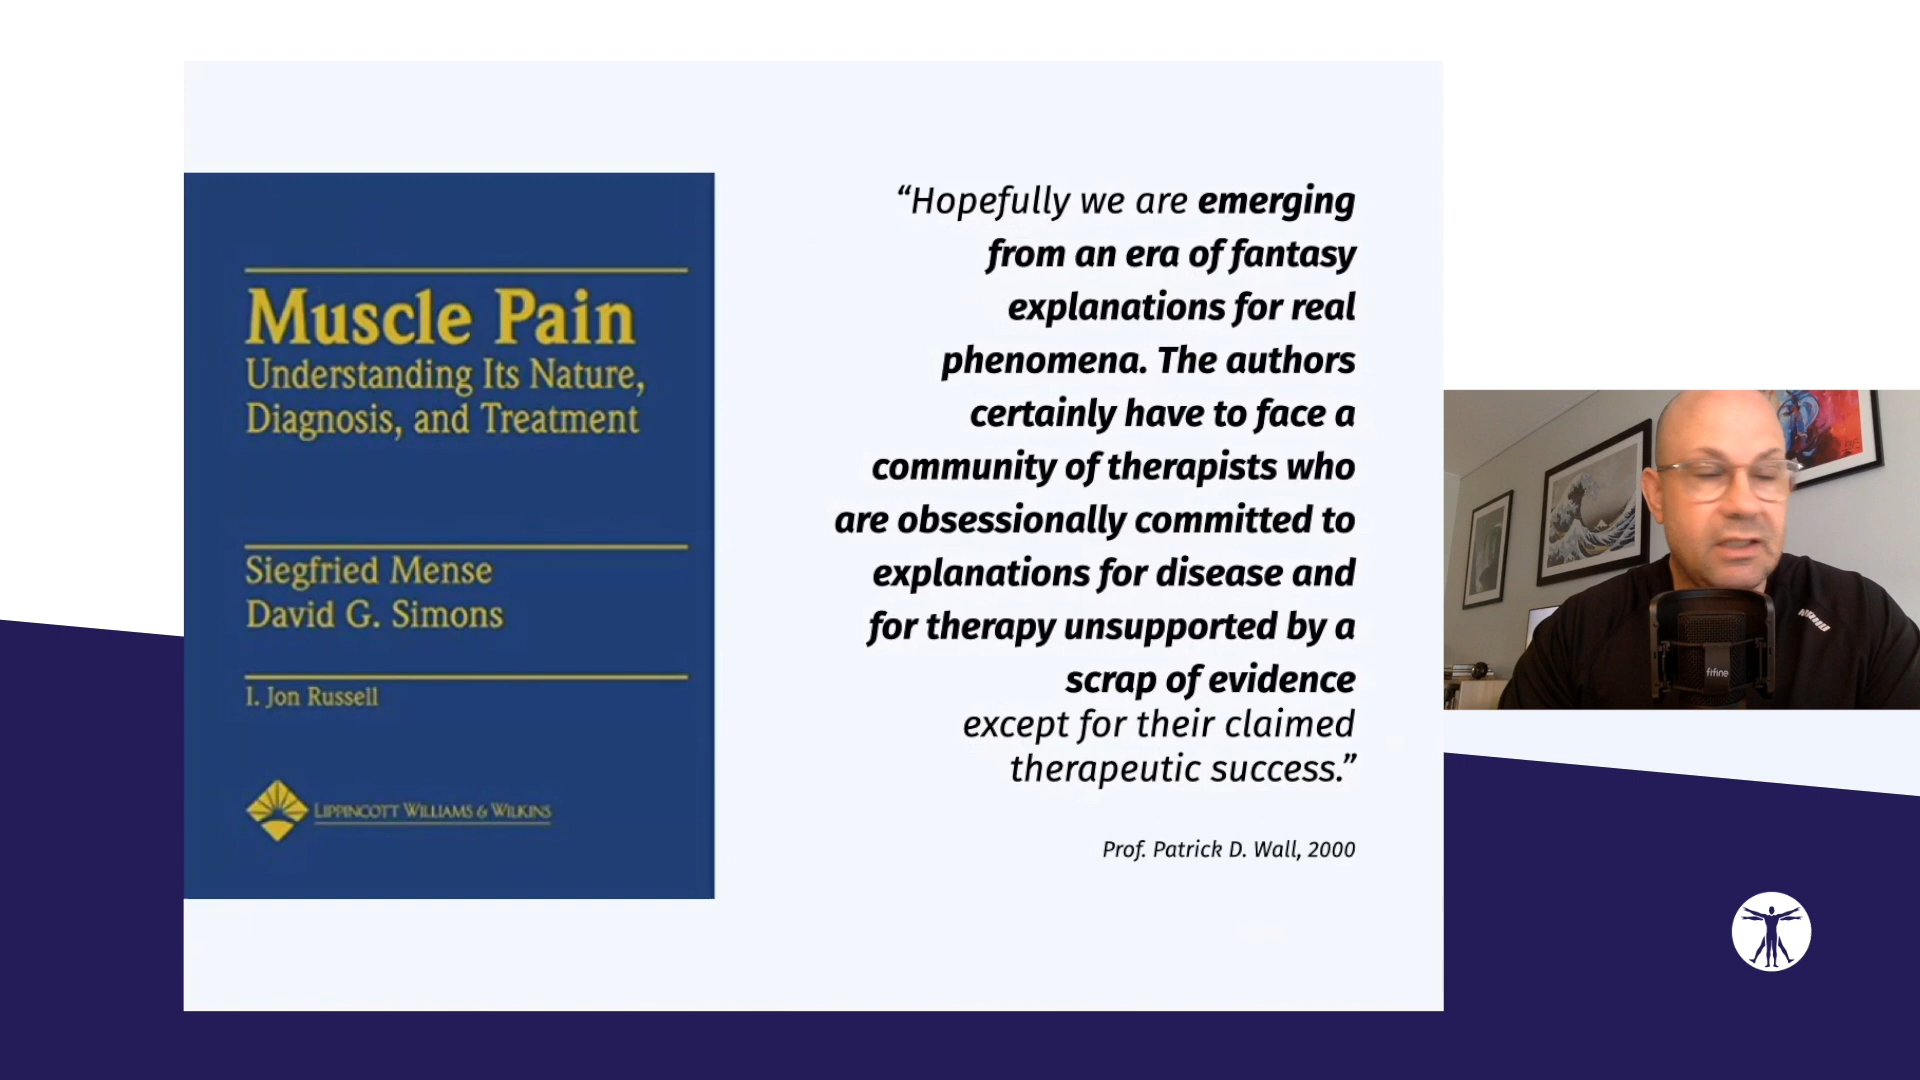 Muscle Pain
Understanding Its Nature,
Diagnosis, and Treatment
Siegfried Mense
David G. Simons
I. Jon Russell
LIPPINCOTT WILLIAMS & WILKINS
“Hopefully we are emerging
from an era of fantasy
explanations for real
phenomena. The authors
certainly have to face a
community of therapists who
are obsessionally committed to
explanations for disease and
for therapy unsupported by a
scrap of evidence
except for their claimed
therapeutic success.”
Prof. Patrick D. Wall, 2000
fifine